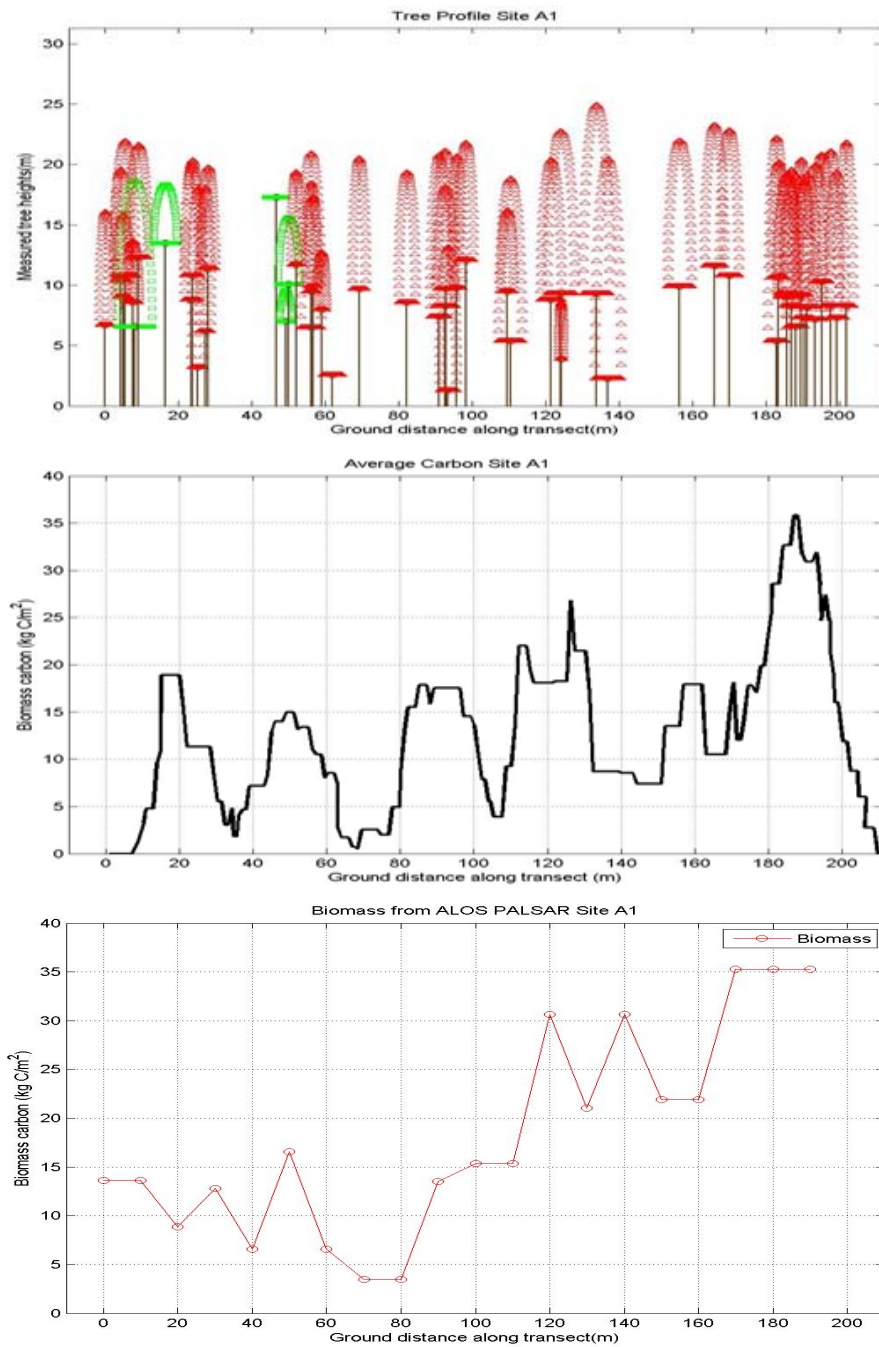 Tree Profile Site A1
Measured tree heights(m)
30
25
20
15
10
5
0
0 20 40 60 80 100 120 140 160 180 200
Ground distance along transect(m)
Average Carbon Site A1
Biomass carbon (kg C/m²)
40
35
30
25
20
15
10
5
0
0 20 40 60 80 100 120 140 160 180 200
Ground distance along transect (m)
Biomass from ALOS PALSAR Site A1
Biomass
Biomass carbon (kg C/m²)
40
35
30
25
20
15
10
5
0
0 20 40 60 80 100 120 140 160 180 200
Ground distance along transect(m)